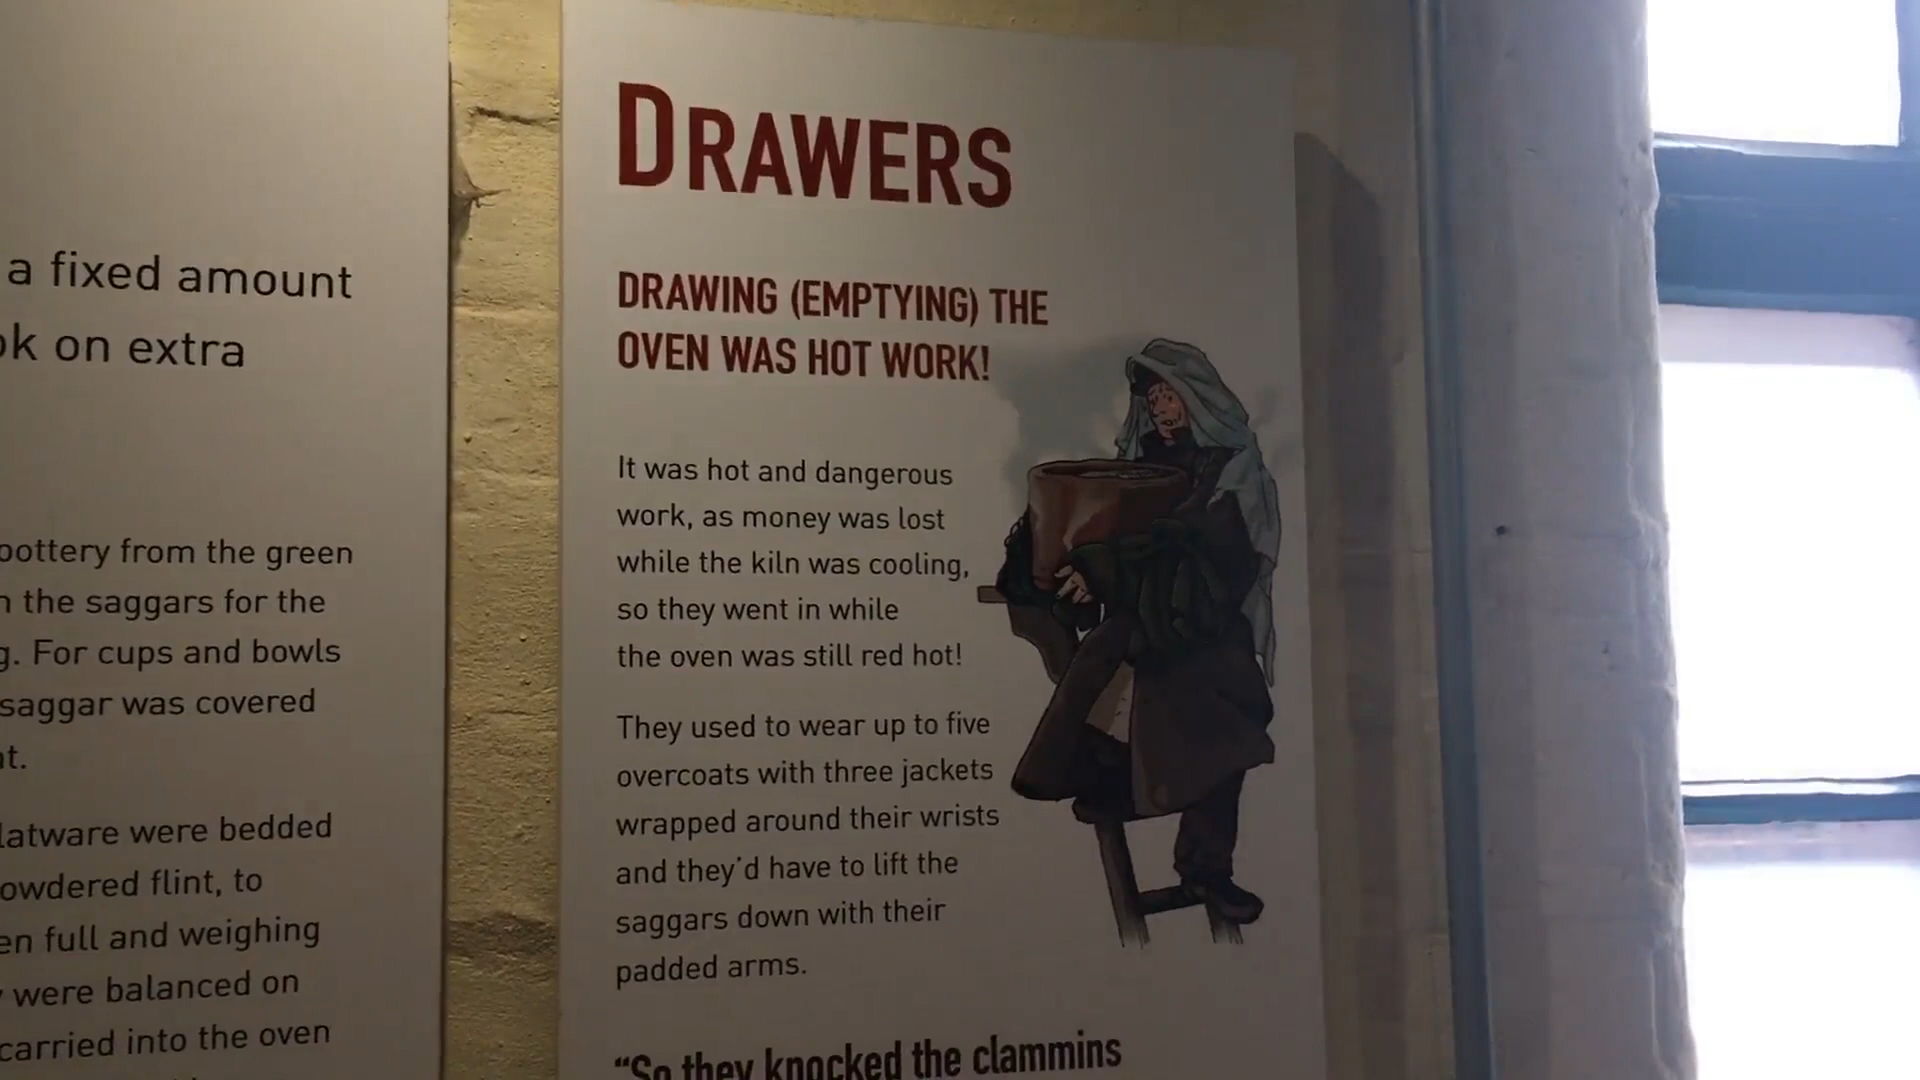 a fixed amount
on extra
pottery from the green
the saggars for the
For cups and bowls
saggar was covered
were bedded
flint, to
full and weighing
were balanced on
carried into the oven
DRAWERS
DRAWING (EMPTYING) THE
OVEN WAS HOT WORK!
It was hot and dangerous
work, as money was lost
while the kiln was cooling,
so they went in while
the oven was still red hot!
They used to wear up to five
overcoats with three jackets
wrapped around their wrists
and they'd have to lift the
saggars down with their
padded arms.
“So they knocked the clammins